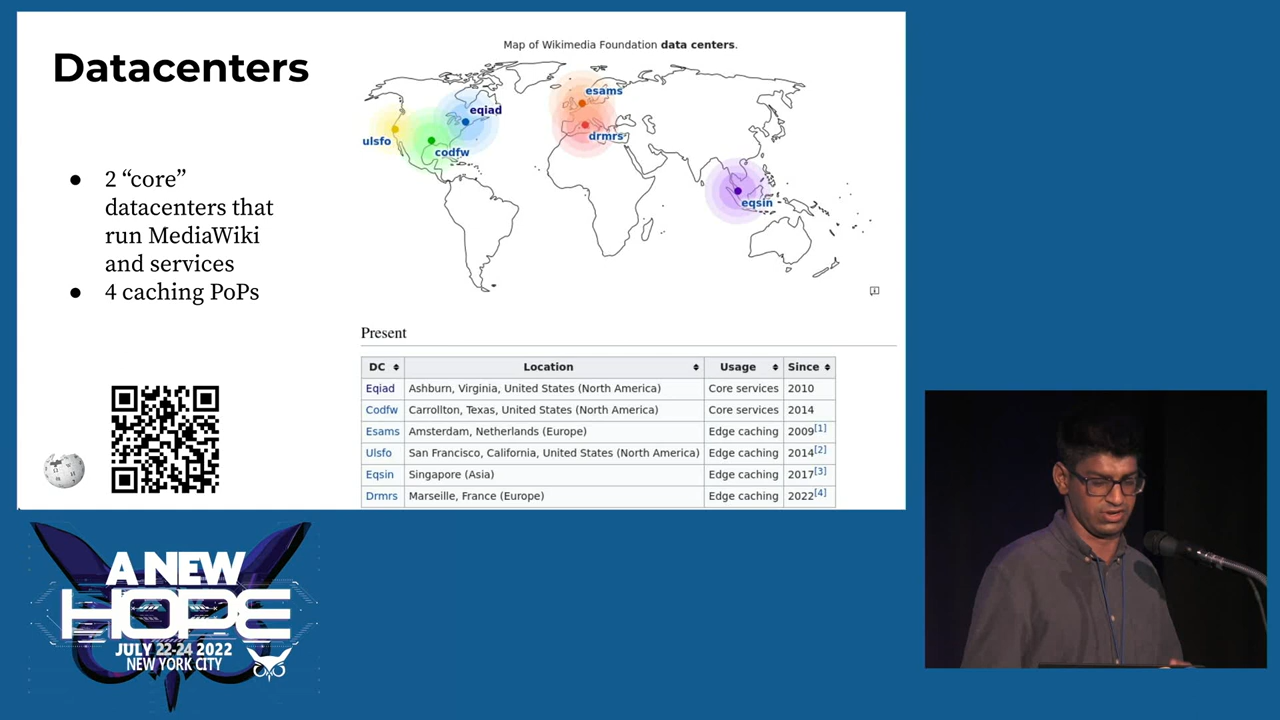 Datacenters
● 2 “core”
datacenters that
run MediaWiki
and services
● 4 caching PoPs
Map of Wikimedia Foundation data centers.
esams
eqiad
ulsfo
drmrs
codfw
eqsin
Present
DC Location Usage Since
Eqiad Ashburn, Virginia, United States (North America) Core services 2010
Codfw Carrollton, Texas, United States (North America) Core services 2014
Esams Amsterdam, Netherlands (Europe) Edge caching 2009[1]
Ulsfo San Francisco, California, United States (North America) Edge caching 2014[2]
Eqsin Singapore (Asia) Edge caching 2017[3]
Drmrs Marseille, France (Europe) Edge caching 2022[4]
A NEW
HOPE
JULY 22-24 2022
NEW YORK CITY